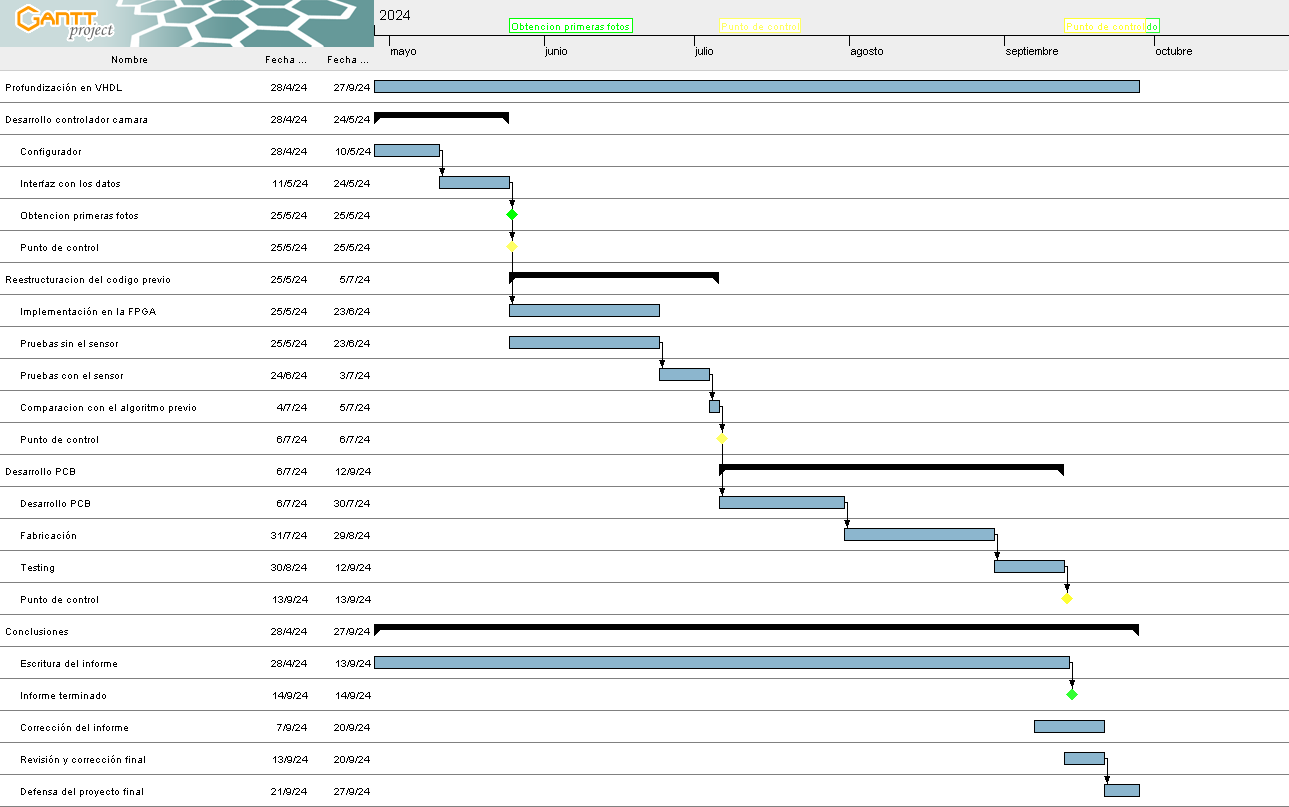 GANTT
project
2024
Obtencion primeras fotos
Punto de control
Punto de control
do
mayo
junio
julio
agosto
septiembre
octubre
Nombre Fecha ... Fecha ...
Profundización en VHDL 28/4/24 27/9/24
Desarrollo controlador camara 28/4/24 24/5/24
Configurador 28/4/24 10/5/24
Interfaz con los datos 11/5/24 24/5/24
Obtencion primeras fotos 25/5/24 25/5/24
Punto de control 25/5/24 25/5/24
Reestructuracion del codigo previo 25/5/24 5/7/24
Implementación en la FPGA 25/5/24 23/6/24
Pruebas sin el sensor 25/5/24 23/6/24
Pruebas con el sensor 24/6/24 3/7/24
Comparacion con el algoritmo previo 4/7/24 5/7/24
Punto de control 6/7/24 6/7/24
Desarrollo PCB 6/7/24 12/9/24
Desarrollo PCB 6/7/24 30/7/24
Fabricación 31/7/24 29/8/24
Testing 30/8/24 12/9/24
Punto de control 13/9/24 13/9/24
Conclusiones 28/4/24 27/9/24
Escritura del informe 28/4/24 13/9/24
Informe terminado 14/9/24 14/9/24
Corrección del informe 7/9/24 20/9/24
Revisión y corrección final 13/9/24 20/9/24
Defensa del proyecto final 21/9/24 27/9/24